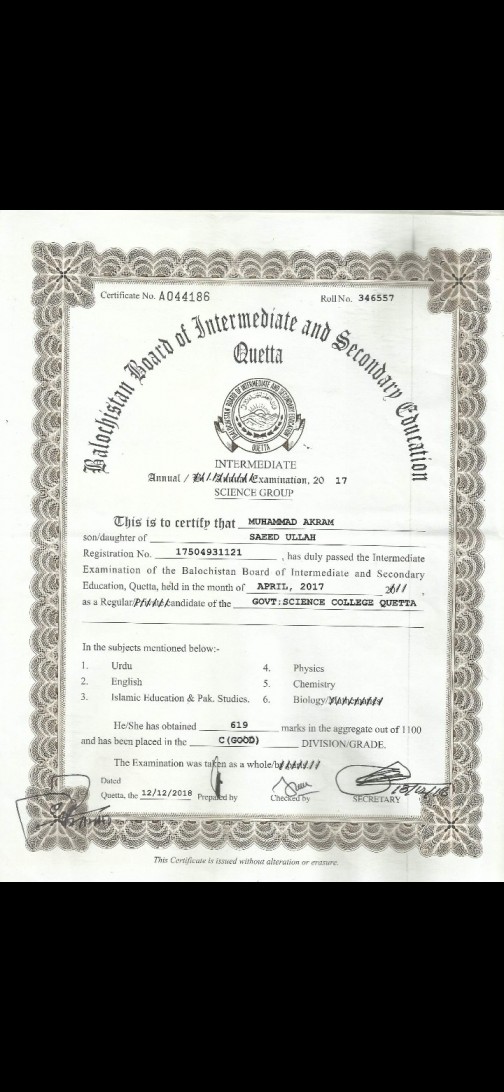 Certificate No. A044186
Roll No. 346557
Balochistan Board of Intermediate and Secondary Education
Quetta
BALOCHISTAN BOARD OF INTERMEDIATE AND SECONDARY EDUCATION
QUETTA
INTERMEDIATE
Annual / Examination, 20 17
SCIENCE GROUP
This is to certify that MUHAMMAD AKRAM
son/daughter of SAEED ULLAH
Registration No. 17504931121 , has duly passed the Intermediate
Examination of the Balochistan Board of Intermediate and Secondary
Education, Quetta, held in the month of APRIL, 2017
as a Regular/ candidate of the GOVT:SCIENCE COLLEGE QUETTA
In the subjects mentioned below:-
1. Urdu
2. English
3. Islamic Education & Pak. Studies.
4. Physics
5. Chemistry
6. Biology/
He/She has obtained 619 marks in the aggregate out of 1100
and has been placed in the C(GOOD) DIVISION/GRADE.
The Examination was taken as a whole/
Dated
Quetta, the 12/12/2018 Prepared by Checked by SECRETARY
This Certificate is issued without alteration or erasure.